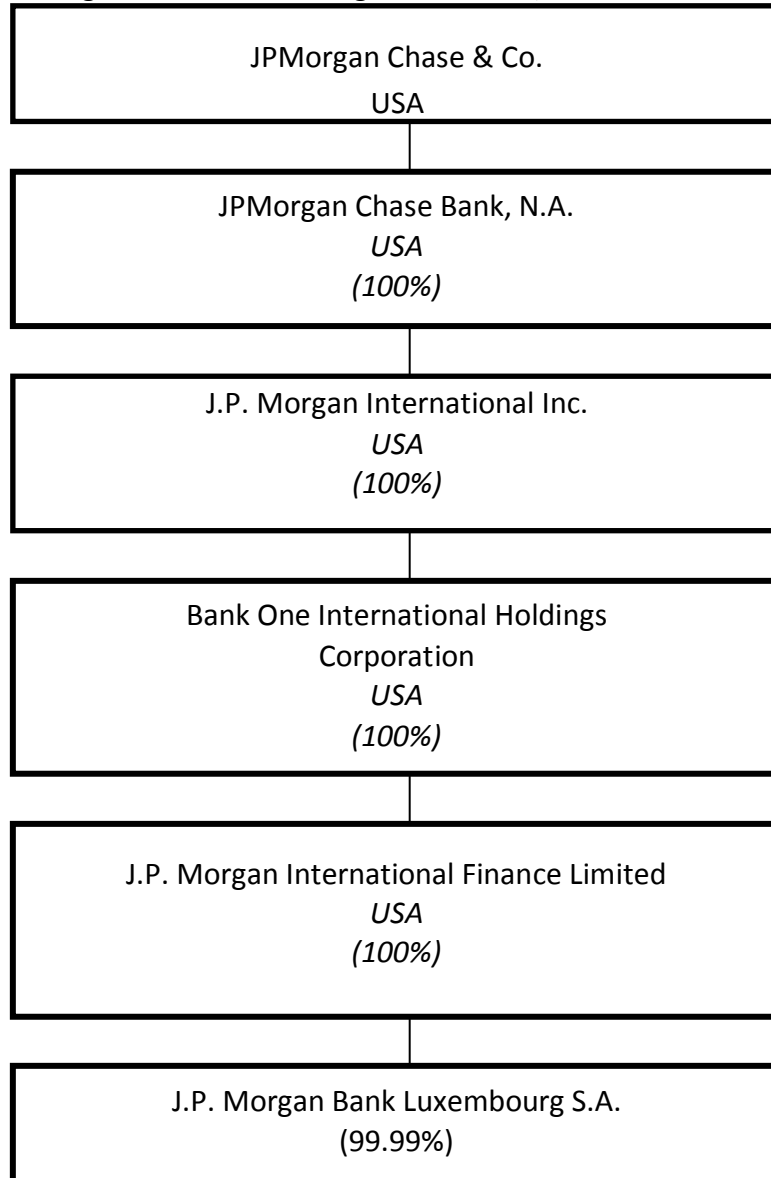 JPMorgan Chase & Co.
USA
JPMorgan Chase Bank, N.A.
USA
(100%)
J.P. Morgan International Inc.
USA
(100%)
Bank One International Holdings
Corporation
USA
(100%)
J.P. Morgan International Finance Limited
USA
(100%)
J.P. Morgan Bank Luxembourg S.A.
(99.99%)